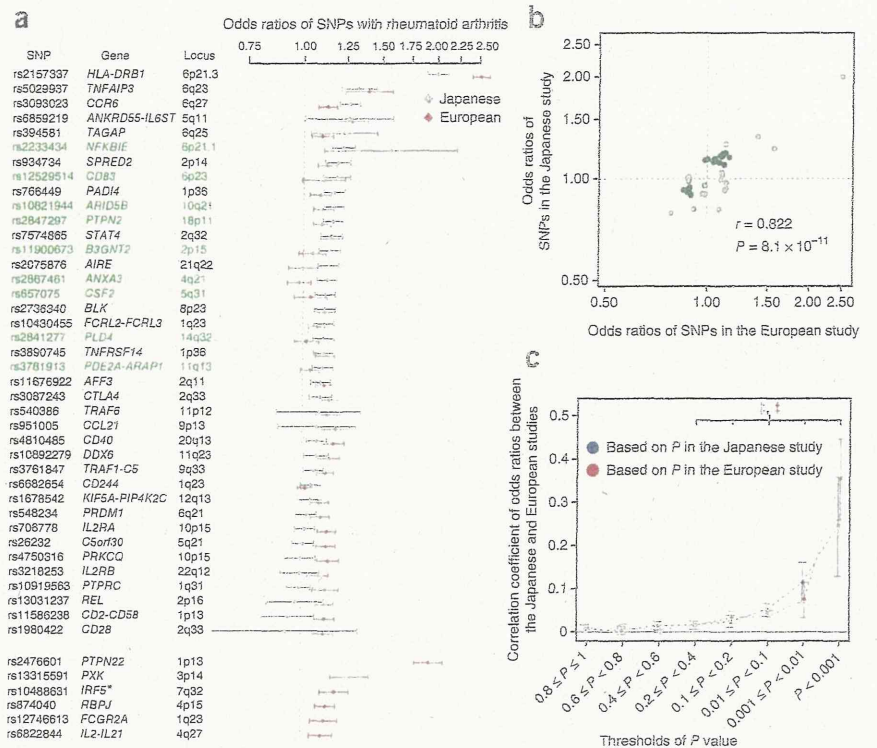 a
Odds ratios of SNPs with rheumatoid arthritis
SNP Gene Locus
0.75 1.00 1.25 1.50 1.75 2.00 2.25 2.50
Japanese
European
rs2157337 HLA-DRB1 6p21.3
rs5029937 TNFAIP3 6q23
rs3093023 CCR6 6q27
rs6859219 ANKRD55-IL6ST 5q11
rs394581 TAGAP 6q25
rs2233434 NFKBIE 6p21.1
rs934734 SPRED2 2p14
rs12529514 CD83 6p23
rs766449 PADI4 1p36
rs10821944 ARID5B 10q21
rs2847297 PTPN2 18p11
rs7574865 STAT4 2q32
rs11900673 B3GNT2 2p15
rs2075876 AIRE 21q22
rs2867461 ANXA3 4q21
rs657075 CSF2 5q31
rs2736340 BLK 8p23
rs10430455 FCRL2-FCRL3 1q23
rs2841277 PLD4 14q32
rs3890745 TNFRSF14 1p36
rs3781913 PDE2A-ARAP1 11q13
rs11676922 AFF3 2q11
rs3087243 CTLA4 2q33
rs540386 TRAF6 11p12
rs951005 CCL21 9p13
rs4810485 CD40 20q13
rs10892279 DDX6 11q23
rs3761847 TRAF1-C5 9q33
rs6682654 CD244 1q23
rs1678542 KIF5A-PIP4K2C 12q13
rs548234 PRDM1 6q21
rs706778 IL2RA 10p15
rs26232 C5orf30 5q21
rs4750316 PRKCQ 10p15
rs3218253 IL2RB 22q12
rs10919563 PTPRC 1q31
rs13031237 REL 2p16
rs11586238 CD2-CD58 1p13
rs1980422 CD28 2q33
rs2476601 PTPN22 1p13
rs13315591 PXK 3p14
rs10488631 IRF5* 7q32
rs874040 RBPJ 4p15
rs12746613 FCGR2A 1q23
rs6822844 IL2-IL21 4q27
b
Odds ratios of
SNPs in the Japanese study
2.50
2.00
1.50
1.00
0.50
r = 0.822
P = 8.1 × 10⁻¹¹
0.50 1.00 1.50 2.00 2.50
Odds ratios of SNPs in the European study
c
Correlation coefficient of odds ratios between
the Japanese and European studies
0.5
0.4
0.3
0.2
0.1
0
Based on P in the Japanese study
Based on P in the European study
0.8 ≤ P < 1
0.6 ≤ P < 0.8
0.4 ≤ P < 0.6
0.2 ≤ P < 0.4
0.1 ≤ P < 0.2
0.01 ≤ P < 0.1
0.001 ≤ P < 0.01
P < 0.001
Thresholds of P value